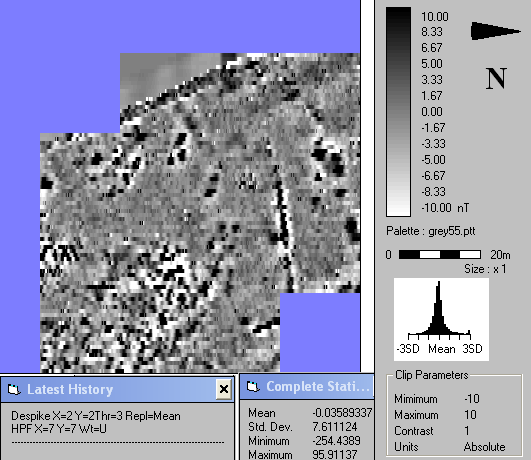 10.00
8.33
6.67
5.00
3.33
1.67
0.00
-1.67
-3.33
-5.00
-6.67
-8.33
-10.00 nT
N
Palette : grey55.ptt
0 20m
Size : x 1
-3SD Mean 3SD
Clip Parameters
Minimum -10
Maximum 10
Contrast 1
Units Absolute
Latest History
Despike X=2 Y=2Thr=3 Repl=Mean
HPF X=7 Y=7 Wt=U
Complete Stati...
Mean -0.03589337
Std. Dev. 7.611124
Minimum -254.4389
Maximum 95.91137